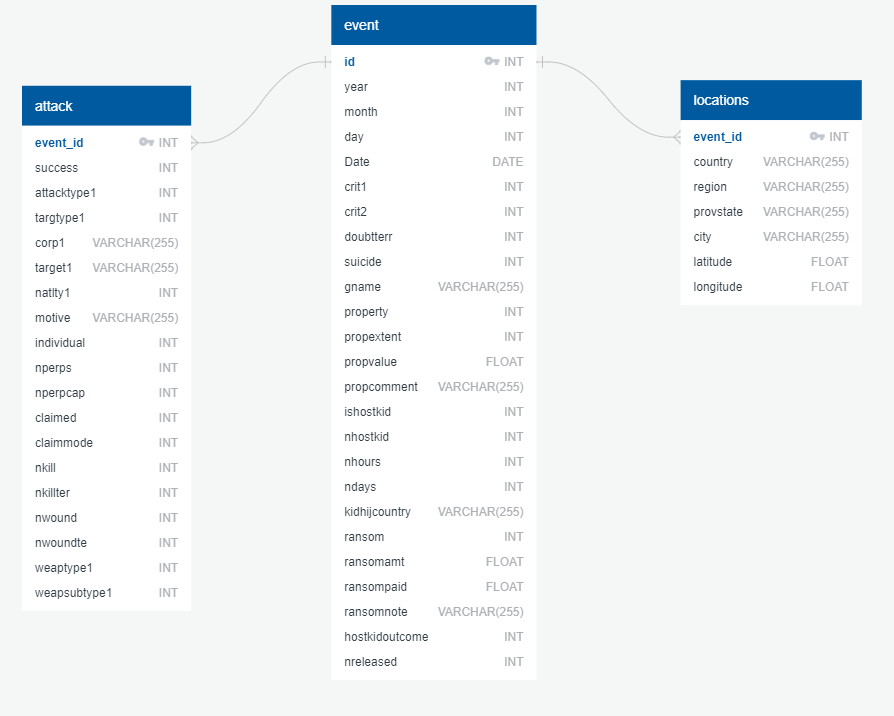 attack
event_id INT
success INT
attacktype1 INT
targtype1 INT
corp1 VARCHAR(255)
target1 VARCHAR(255)
natlty1 INT
motive VARCHAR(255)
individual INT
nperps INT
nperpcap INT
claimed INT
claimmode INT
nkill INT
nkillter INT
nwound INT
nwoundte INT
weaptype1 INT
weapsubtype1 INT
event
id INT
year INT
month INT
day INT
Date DATE
crit1 INT
crit2 INT
doubtterr INT
suicide INT
gname VARCHAR(255)
property INT
propextent INT
propvalue FLOAT
propcomment VARCHAR(255)
ishostkid INT
nhostkid INT
nhours INT
ndays INT
kidhijcountry VARCHAR(255)
ransom INT
ransomamt FLOAT
ransompaid FLOAT
ransomnote VARCHAR(255)
hostkidoutcome INT
nreleased INT
locations
event_id INT
country VARCHAR(255)
region VARCHAR(255)
provstate VARCHAR(255)
city VARCHAR(255)
latitude FLOAT
longitude FLOAT